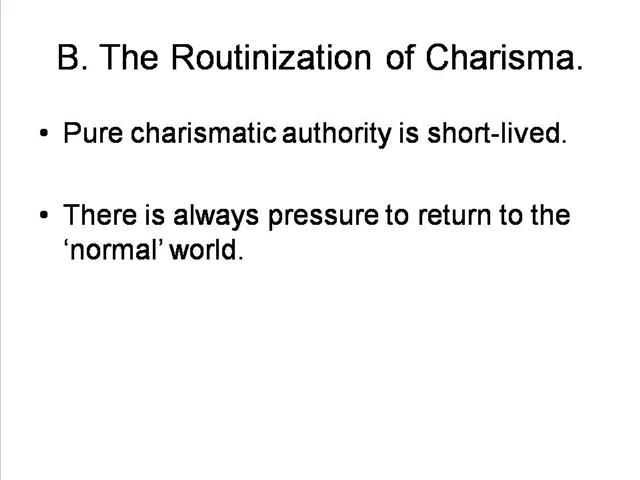 B. The Routinization of Charisma.
• Pure charismatic authority is short-lived.
• There is always pressure to return to the
‘normal’ world.